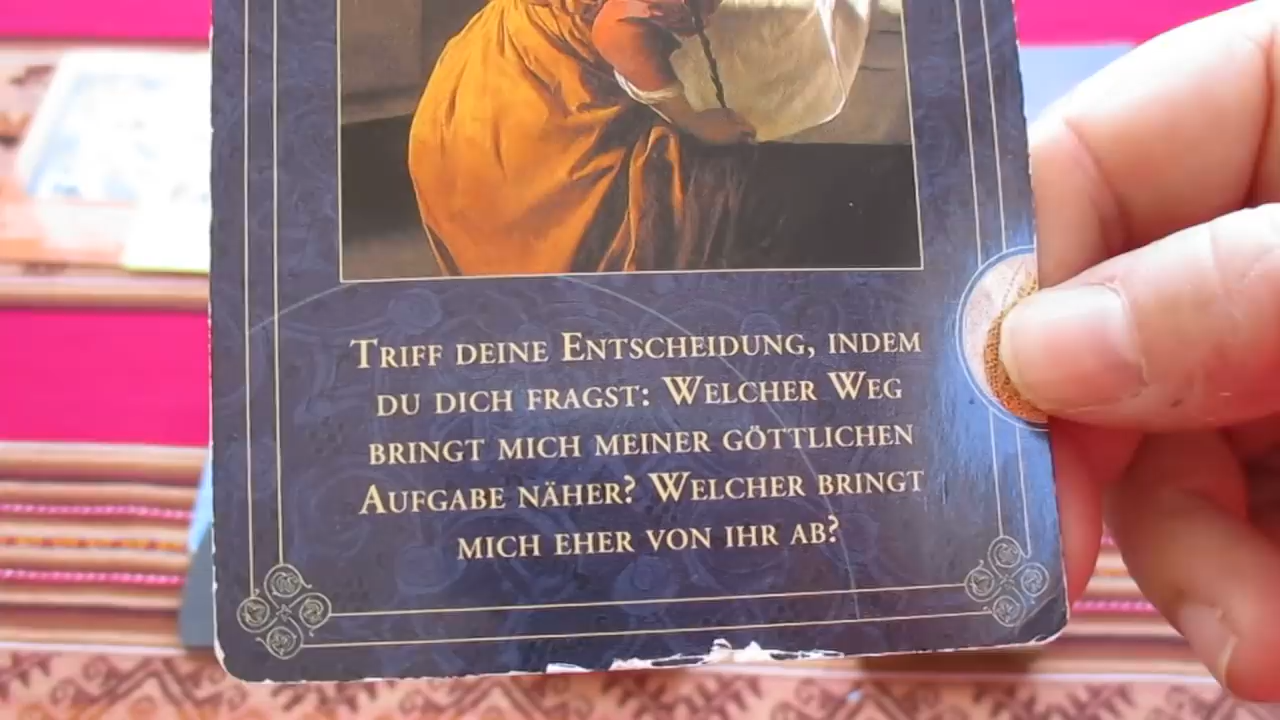 Triff deine Entscheidung, indem
du dich fragst: Welcher Weg
bringt mich meiner göttlichen
Aufgabe näher? Welcher bringt
mich eher von ihr ab?